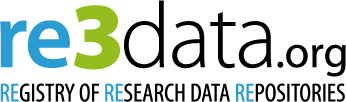 re3data.org
REGISTRY OF RESEARCH DATA REPOSITORIES